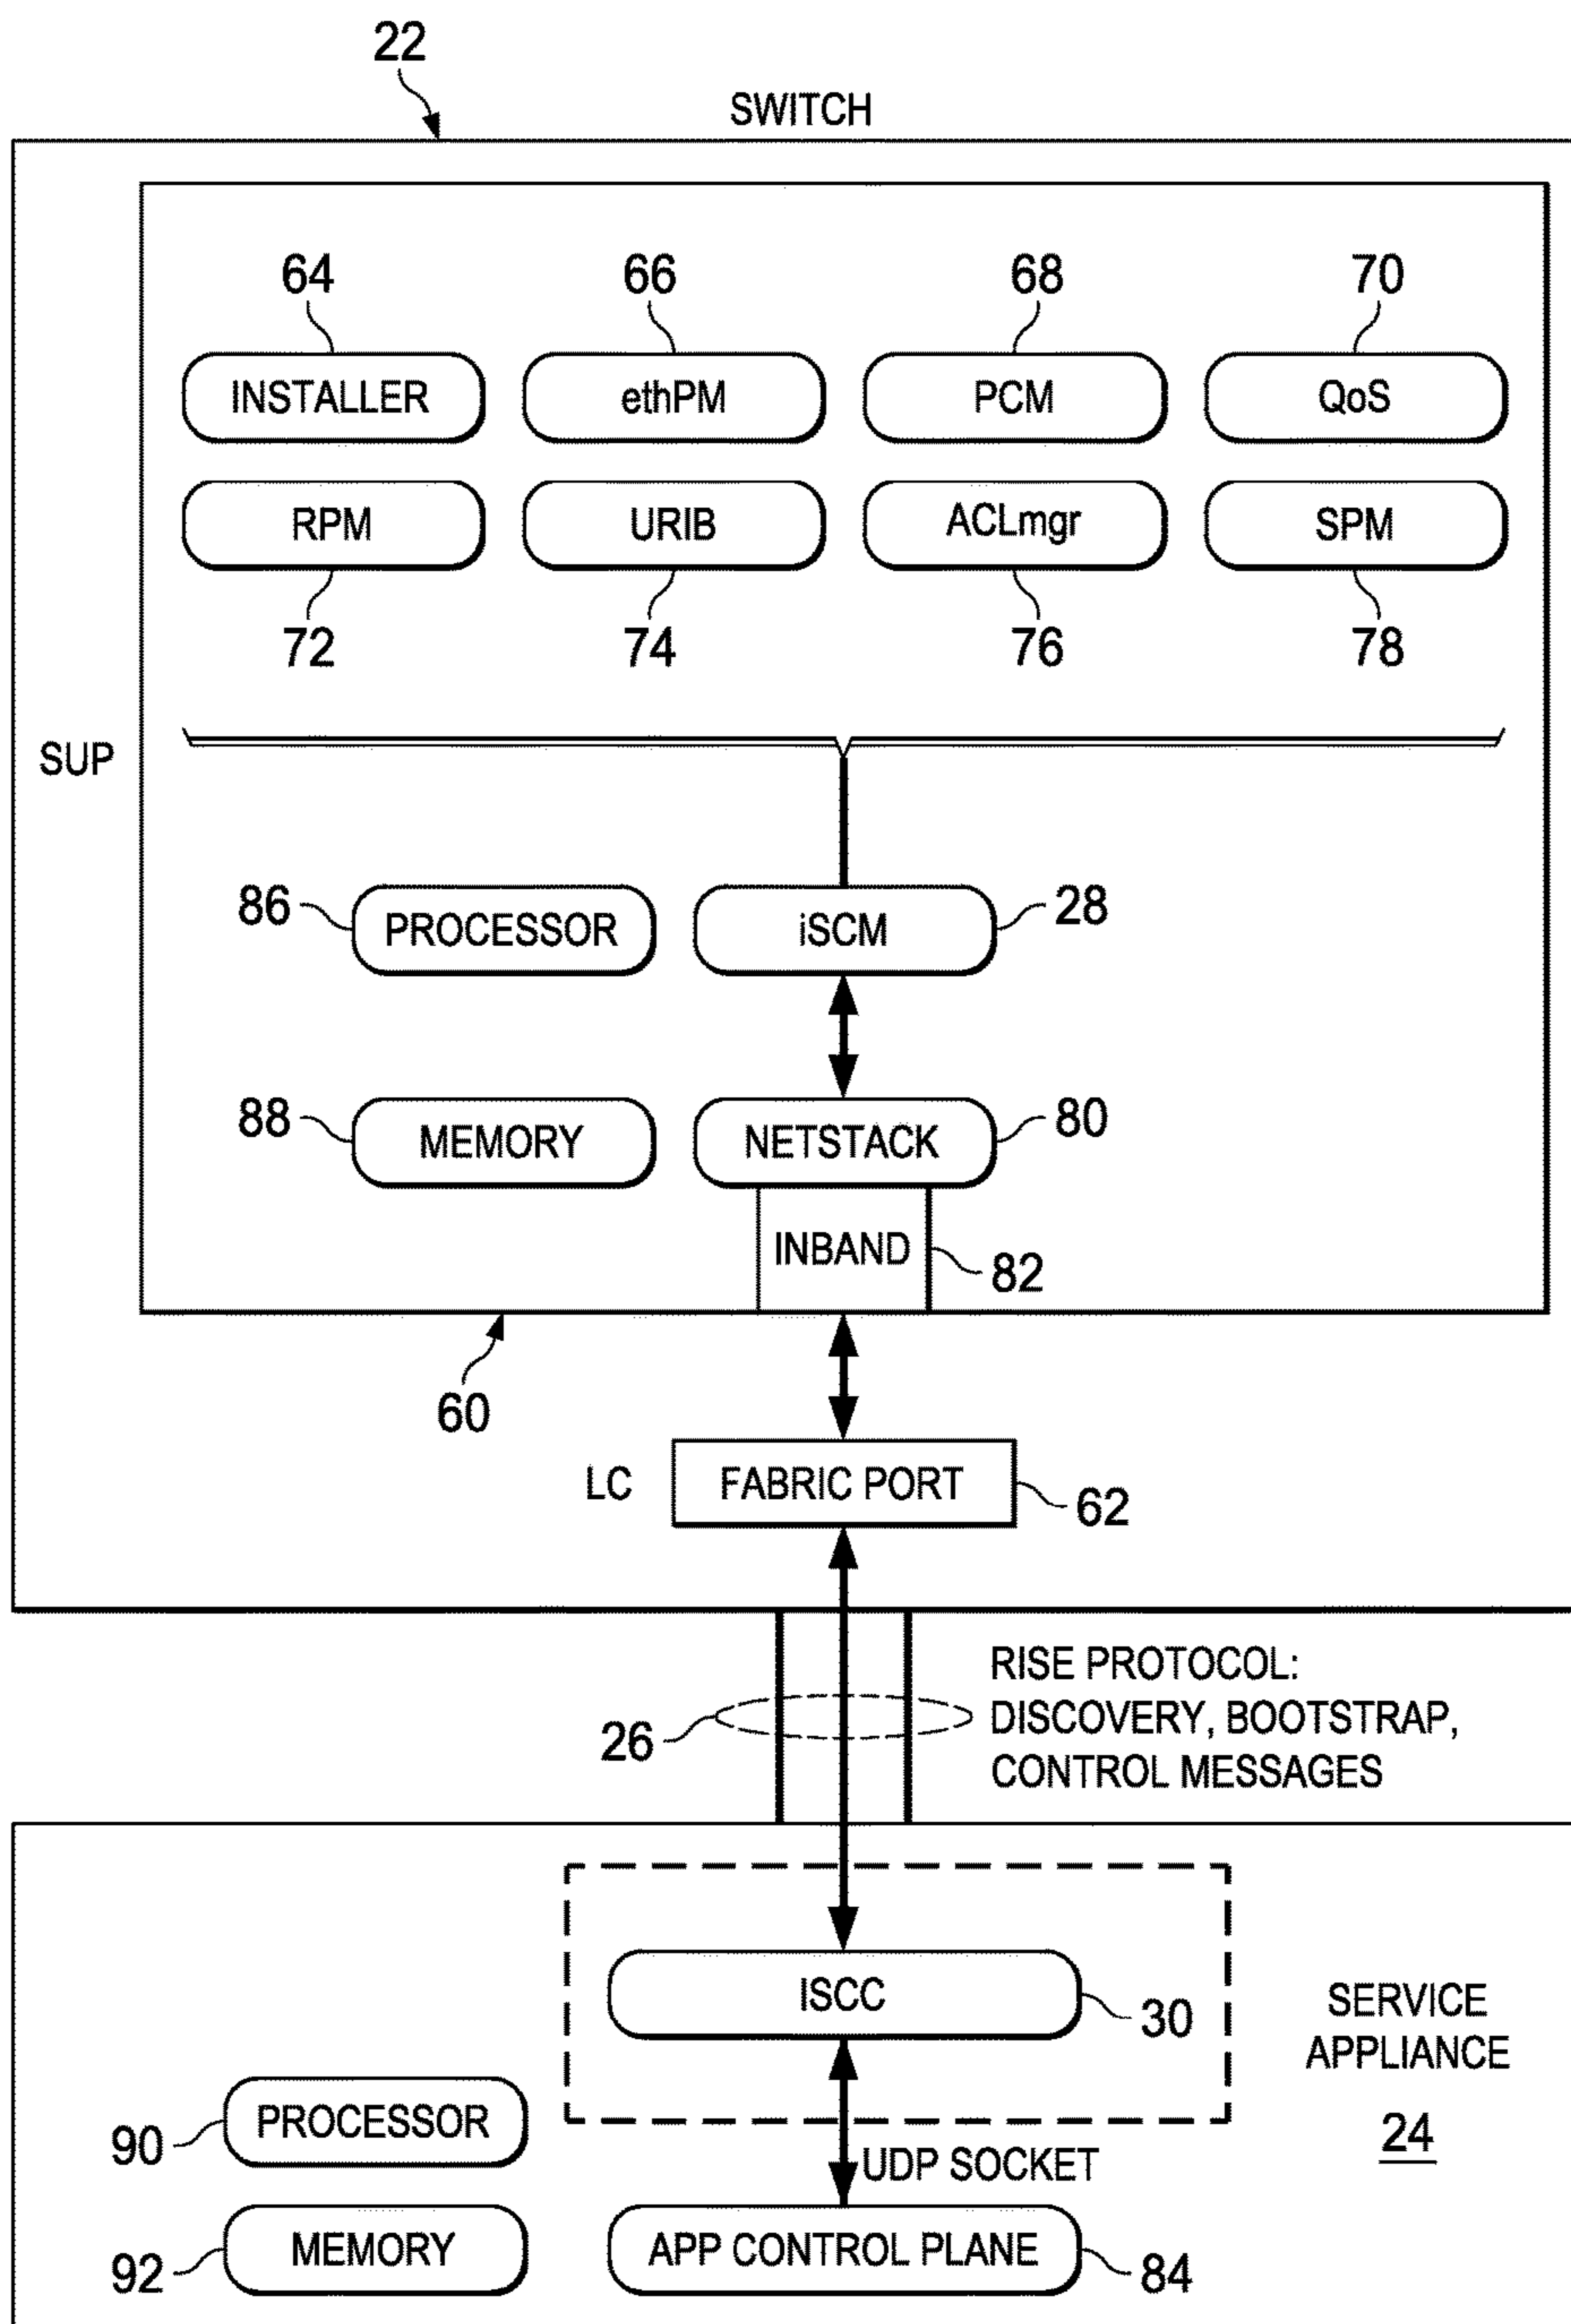 22
SWITCH
64
66
68
70
INSTALLER
ethPM
PCM
QoS
RPM
URIB
ACLmgr
SPM
72
74
76
78
SUP
86
PROCESSOR
iSCM
28
88
MEMORY
NETSTACK
80
INBAND
82
60
LC
FABRIC PORT
62
RISE PROTOCOL:
DISCOVERY, BOOTSTRAP,
CONTROL MESSAGES
26
ISCC
30
SERVICE
APPLIANCE
24
90
PROCESSOR
UDP SOCKET
92
MEMORY
APP CONTROL PLANE
84